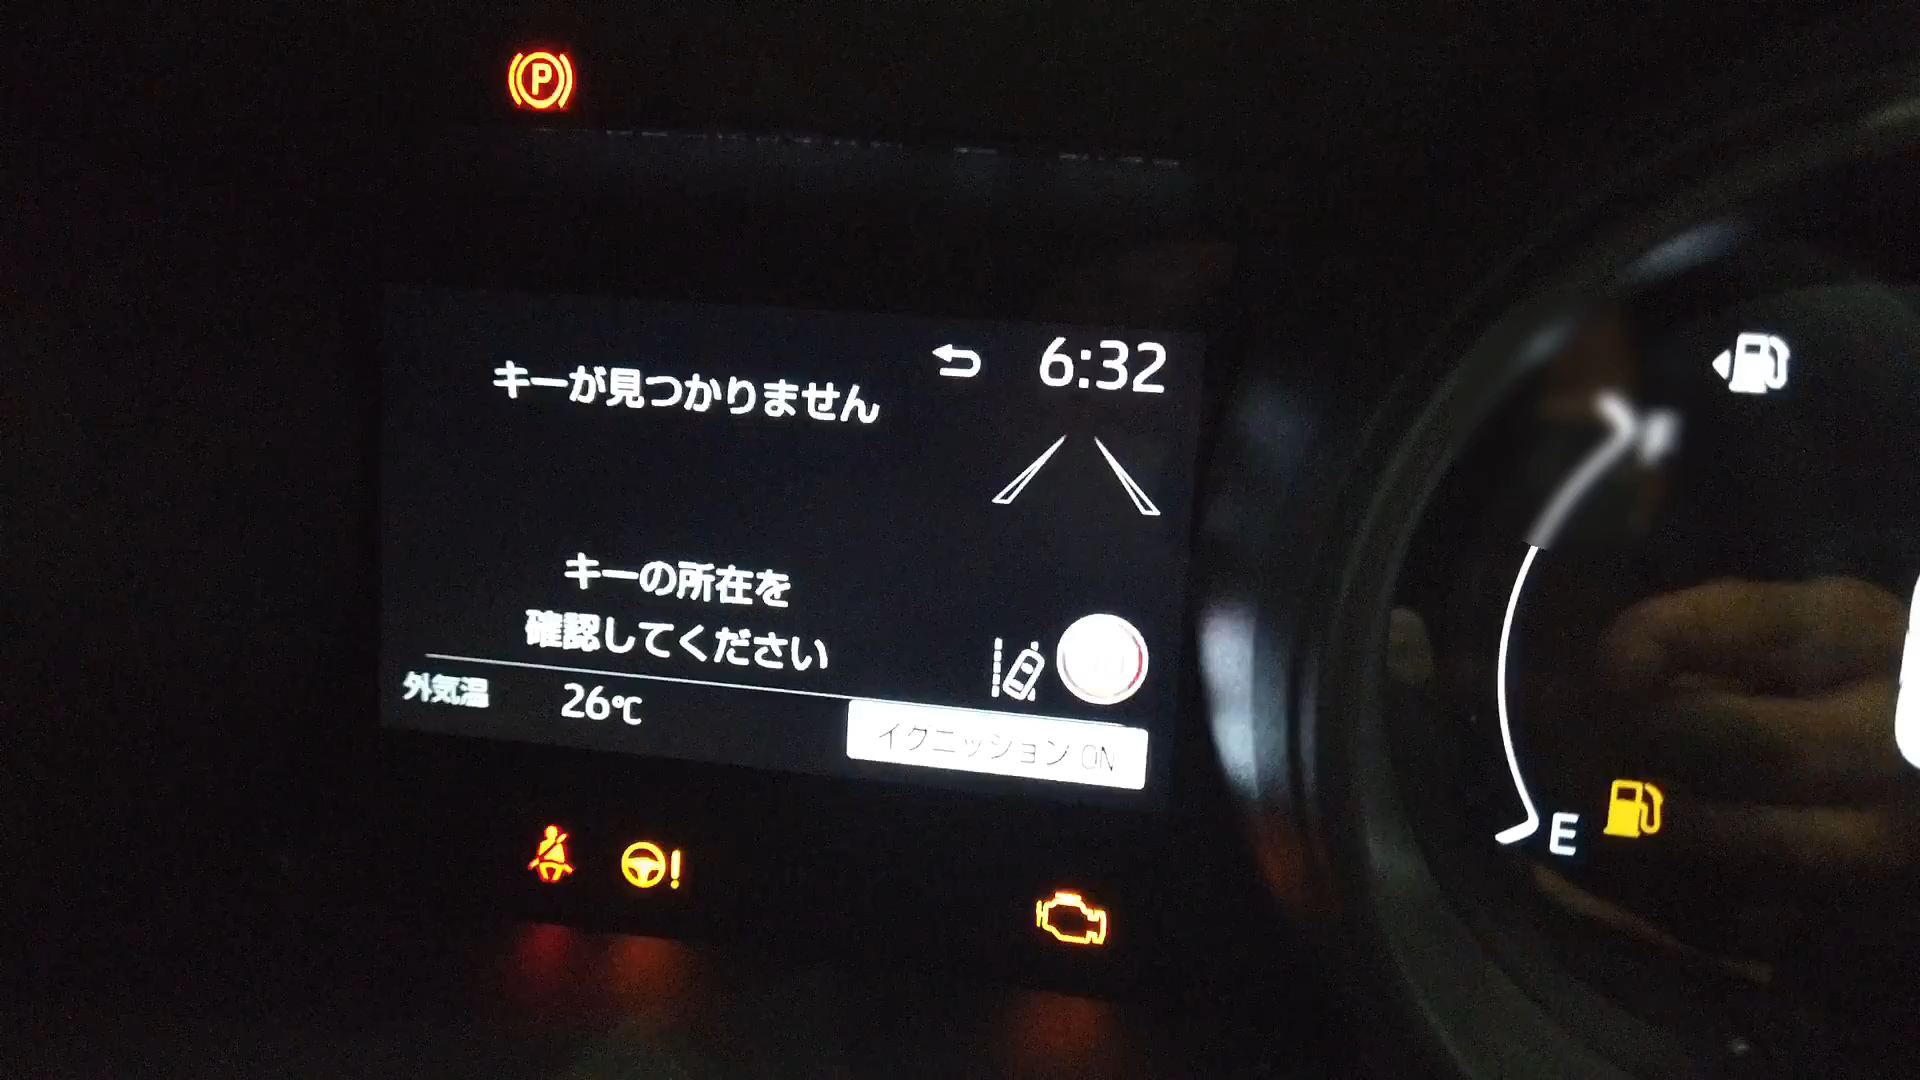 P
6:32
キーが見つかりません
キーの所在を
確認してください
外気温 26℃
イグニッション ON
E